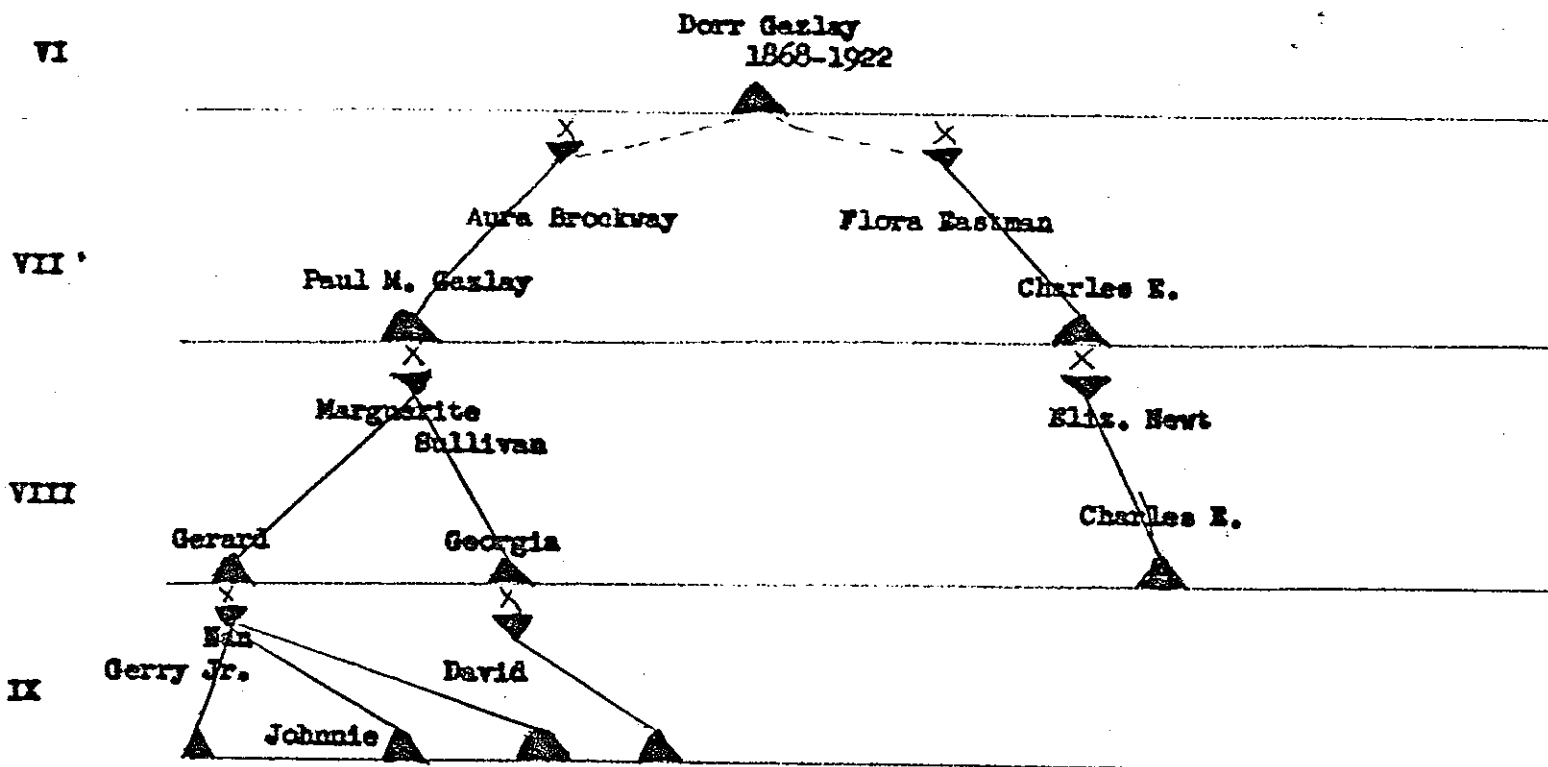 Dorr Gazlay
VI
1868-1922
Aura Brockway
Flora Eastman
VII
Paul M. Gazlay
Charles E.
Marguerite
Sullivan
Eliz. Newt
VIII
Gerard
Georgia
Charles E.
Nan
Gerry Jr.
David
IX
Johnnie